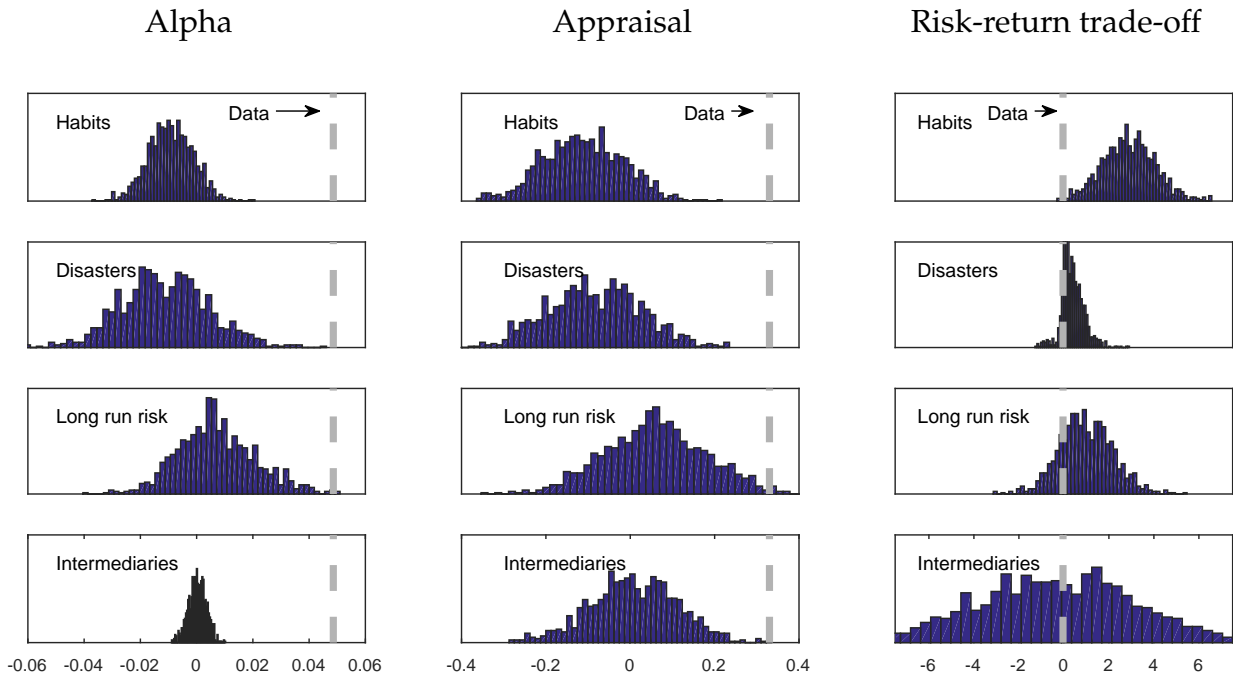 Alpha
Appraisal
Risk-return trade-off
Habits
Data
Habits
Data
Habits
Data
Disasters
Disasters
Disasters
Long run risk
Long run risk
Long run risk
Intermediaries
Intermediaries
Intermediaries
-0.06 -0.04 -0.02 0 0.02 0.04 0.06
-0.4 -0.2 0 0.2 0.4
-6 -4 -2 0 2 4 6